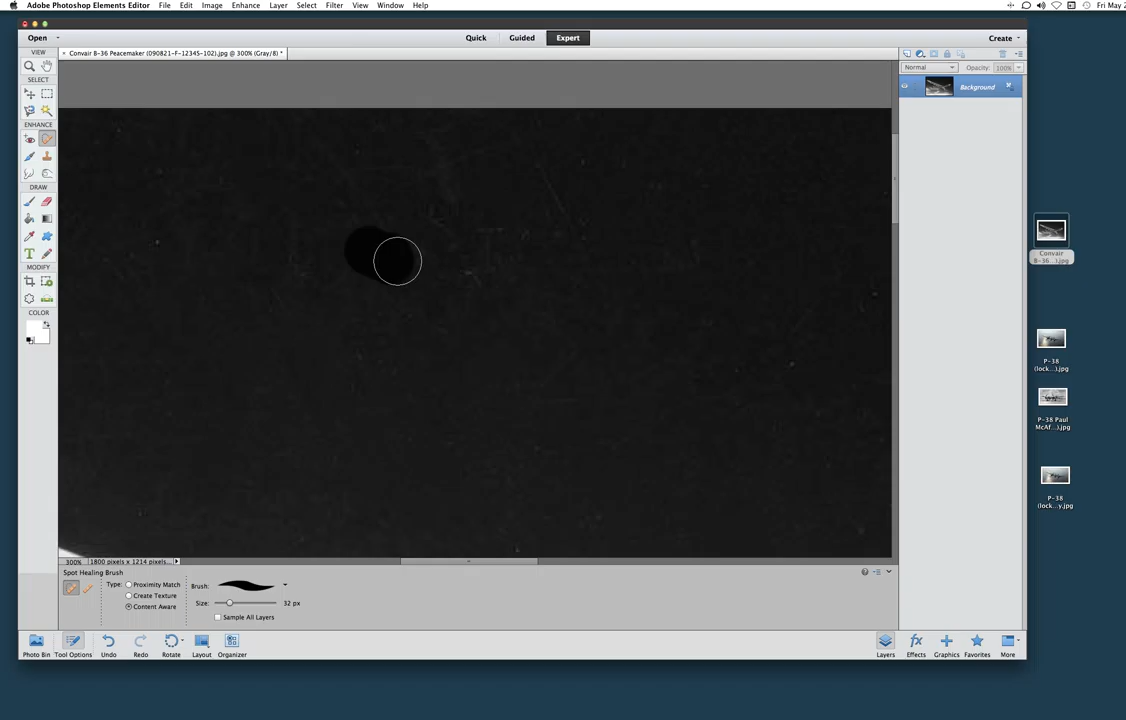 Adobe Photoshop Elements Editor File Edit Image Enhance Layer Select Filter View Window Help Fri May 2
Open Quick Guided Expert Create
VIEW × Convair B-36 Peacemaker (090821-F-12345-102).jpg @ 300% (Gray/8) *
Normal Opacity: 100%
SELECT
Background
ENHANCE
DRAW
T
MODIFY
COLOR
Convair
B-36...).jpg
P-38
(lock...).jpg
P-38 Paul
McAf...).jpg
P-38
(lock...y.jpg
300% 1800 pixels x 1214 pixels...
Spot Healing Brush
Type: Proximity Match
Create Texture
Content Aware
Brush:
Size: 32 px
Sample All Layers
Photo Bin Tool Options Undo Redo Rotate Layout Organizer Layers Effects Graphics Favorites More